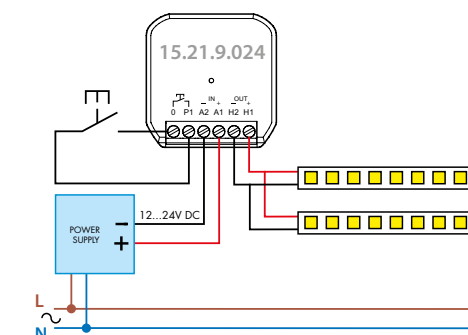 15.21.9.024
IN OUT
– + – +
0 P1 A2 A1 H2 H1
12...24V DC
–
POWER
SUPPLY
+
L
~
N